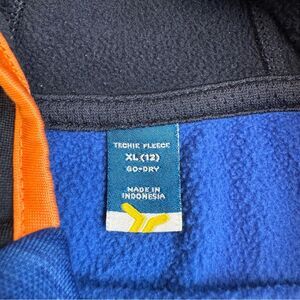 TECHIE FLEECE
XL (12)
GO-DRY
MADE IN
INDONESIA